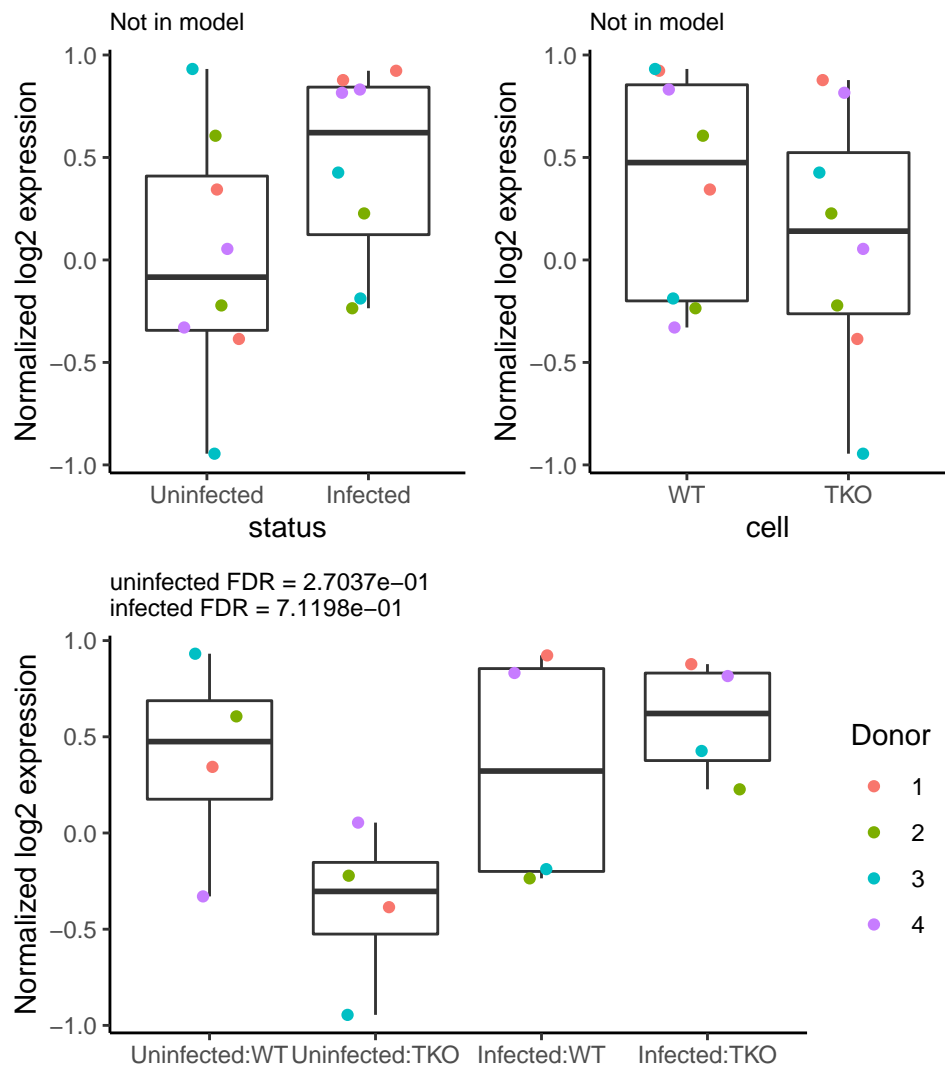 Not in model
1.0
0.5
0.0
−0.5
−1.0
Normalized log2 expression
Uninfected Infected
status
Not in model
1.0
0.5
0.0
−0.5
−1.0
Normalized log2 expression
WT TKO
cell
uninfected FDR = 2.7037e−01
infected FDR = 7.1198e−01
1.0
0.5
0.0
−0.5
−1.0
Normalized log2 expression
Uninfected:WT Uninfected:TKO Infected:WT Infected:TKO
Donor
1
2
3
4